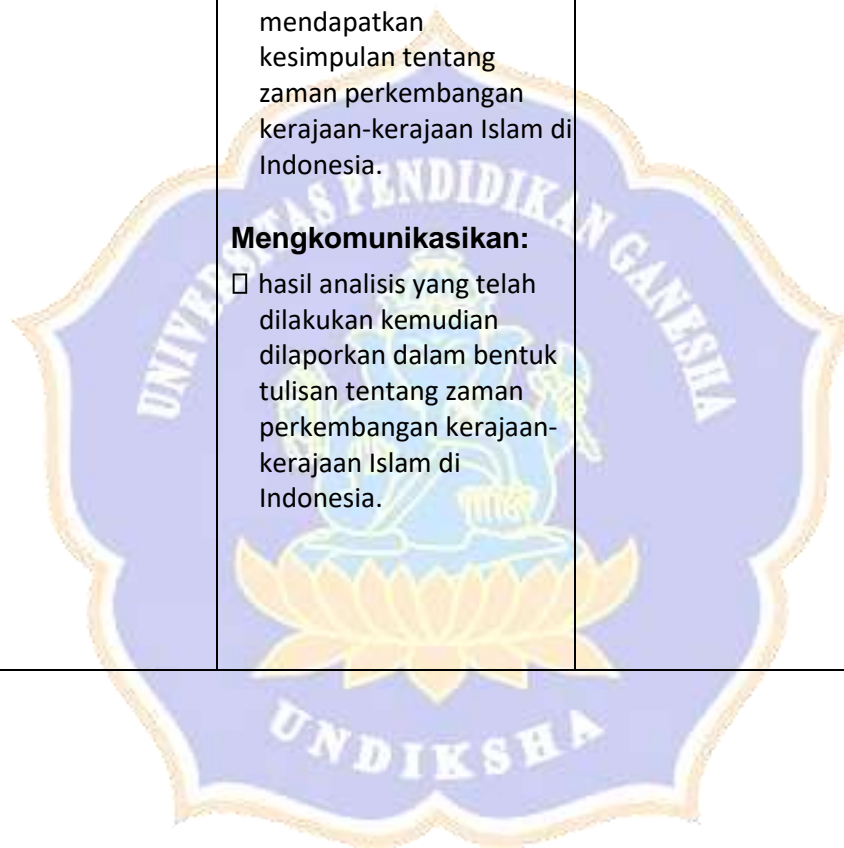 mendapatkan
kesimpulan tentang
zaman perkembangan
kerajaan-kerajaan Islam di
Indonesia.
UNIVERSITAS PENDIDIKAN GANESHA
Mengkomunikasikan:
hasil analisis yang telah
dilakukan kemudian
dilaporkan dalam bentuk
tulisan tentang zaman
perkembangan kerajaan-
kerajaan Islam di
Indonesia.
UNDIKSHA